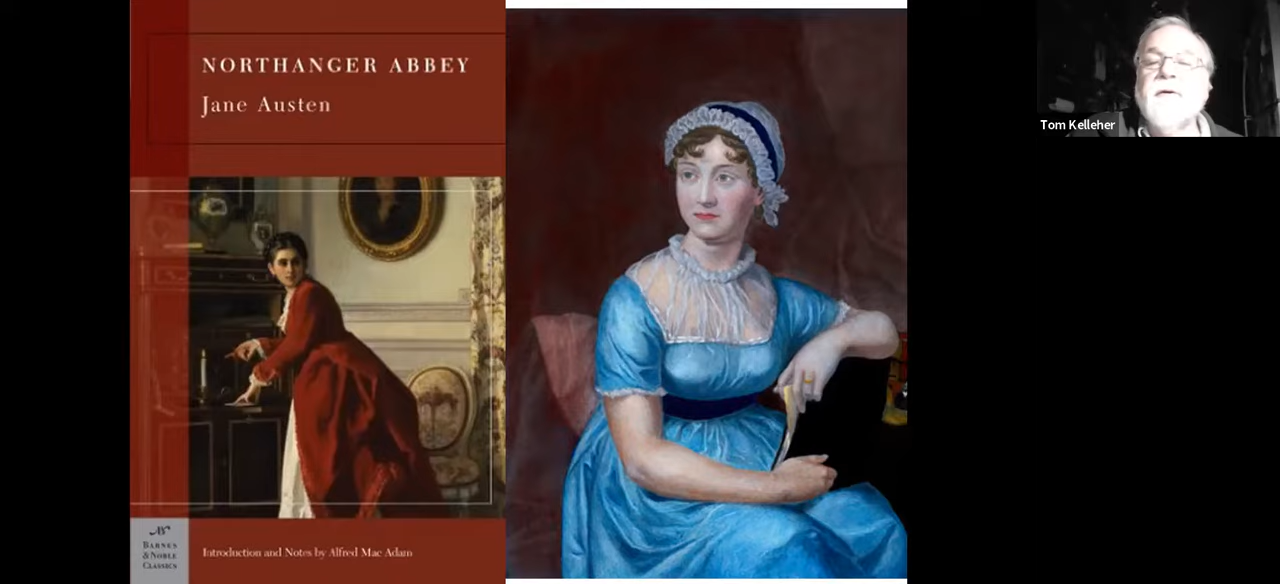 NORTHANGER ABBEY
Jane Austen
BARNES
& NOBLE
CLASSICS
Introduction and Notes by Alfred Mac Adam
Tom Kelleher